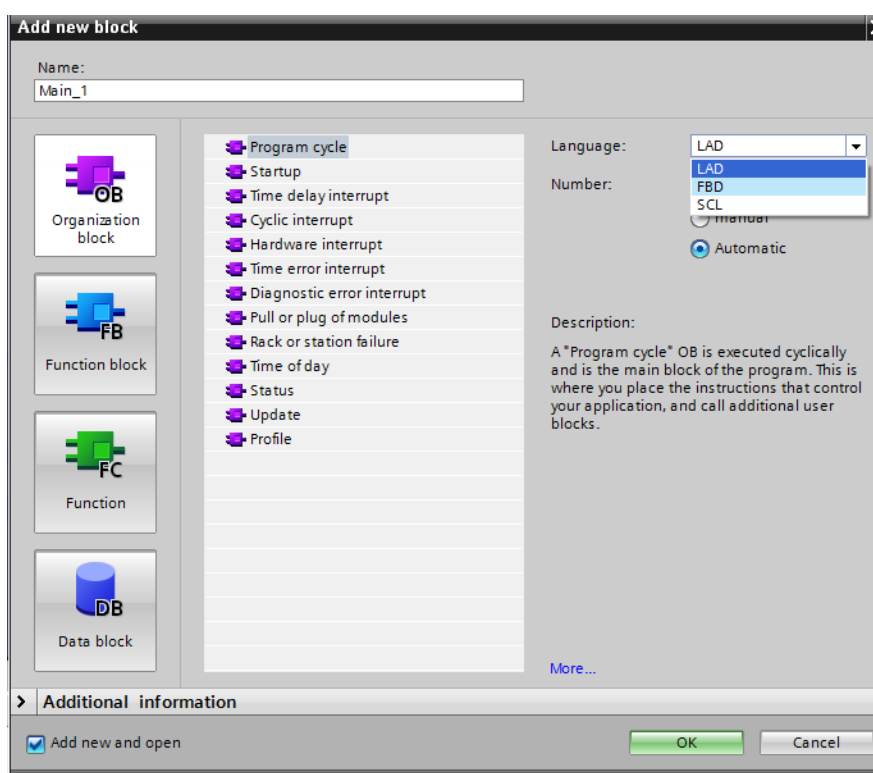 Add new block
Name:
Main_1
OB
Organization
block
FB
Function block
FC
Function
DB
Data block
Program cycle
Startup
Time delay interrupt
Cyclic interrupt
Hardware interrupt
Time error interrupt
Diagnostic error interrupt
Pull or plug of modules
Rack or station failure
Time of day
Status
Update
Profile
Language:
LAD
LAD
FBD
SCL
Number:
manual
Automatic
Description:
A "Program cycle" OB is executed cyclically
and is the main block of the program. This is
where you place the instructions that control
your application, and call additional user
blocks.
More...
Additional information
Add new and open
OK
Cancel